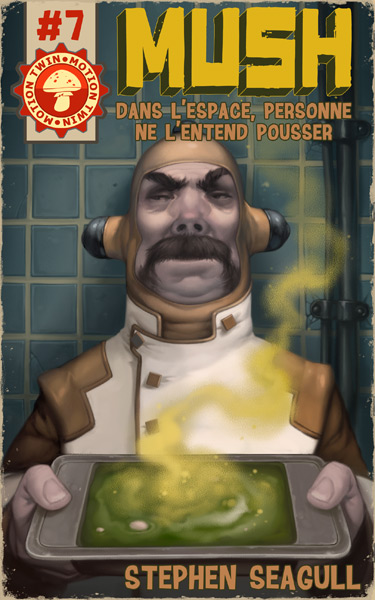 #7
MUSH
MOTION TWIN • MOTION TWIN •
DANS L'ESPACE, PERSONNE
NE L'ENTEND POUSSER
STEPHEN SEAGULL